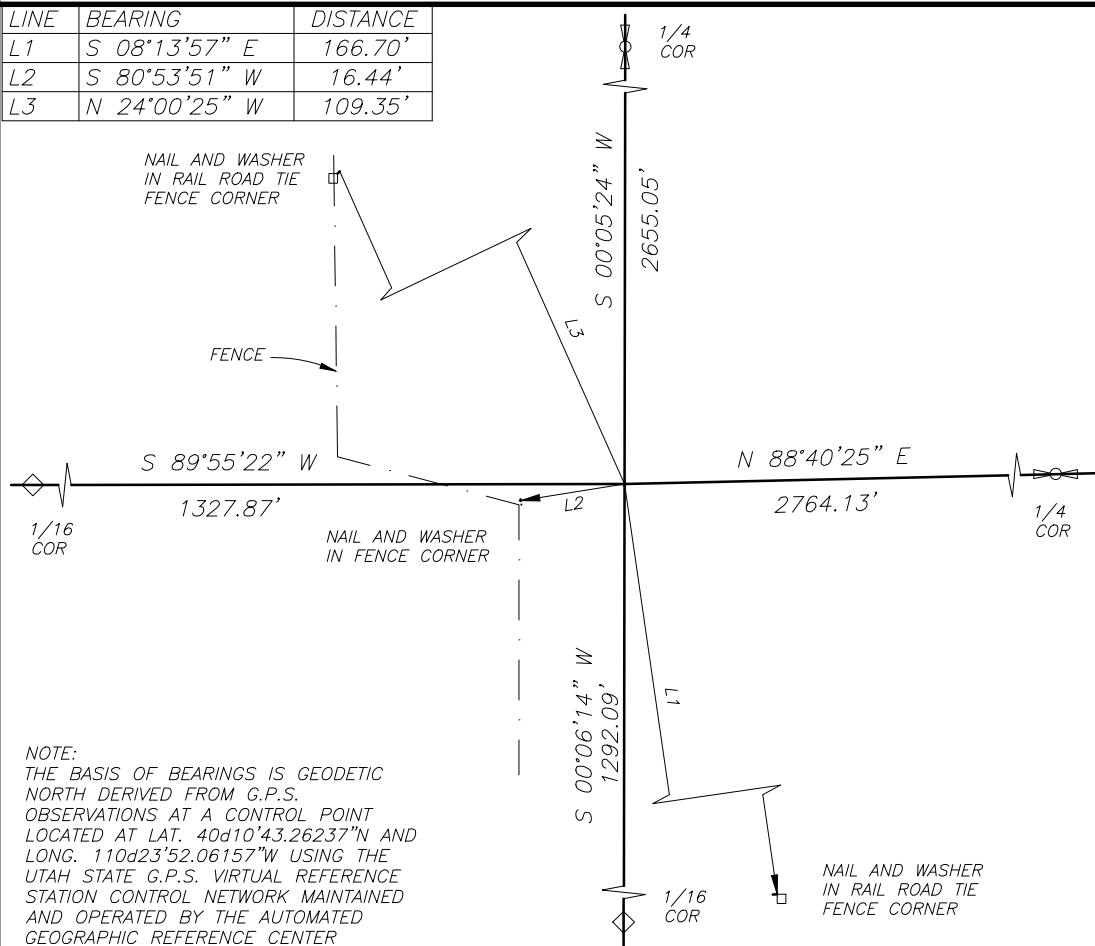 LINE BEARING DISTANCE
L1 S 08°13'57" E 166.70'
L2 S 80°53'51" W 16.44'
L3 N 24°00'25" W 109.35'
1/4
COR
NAIL AND WASHER
IN RAIL ROAD TIE
FENCE CORNER
S 00°05'24" W
2655.05'
L3
FENCE
S 89°55'22" W
1327.87'
N 88°40'25" E
2764.13'
1/16
COR
L2
1/4
COR
NAIL AND WASHER
IN FENCE CORNER
S 00°06'14" W
1292.09'
L1
NOTE:
THE BASIS OF BEARINGS IS GEODETIC
NORTH DERIVED FROM G.P.S.
OBSERVATIONS AT A CONTROL POINT
LOCATED AT LAT. 40d10'43.26237"N AND
LONG. 110d23'52.06157"W USING THE
UTAH STATE G.P.S. VIRTUAL REFERENCE
STATION CONTROL NETWORK MAINTAINED
AND OPERATED BY THE AUTOMATED
GEOGRAPHIC REFERENCE CENTER
1/16
COR
NAIL AND WASHER
IN RAIL ROAD TIE
FENCE CORNER